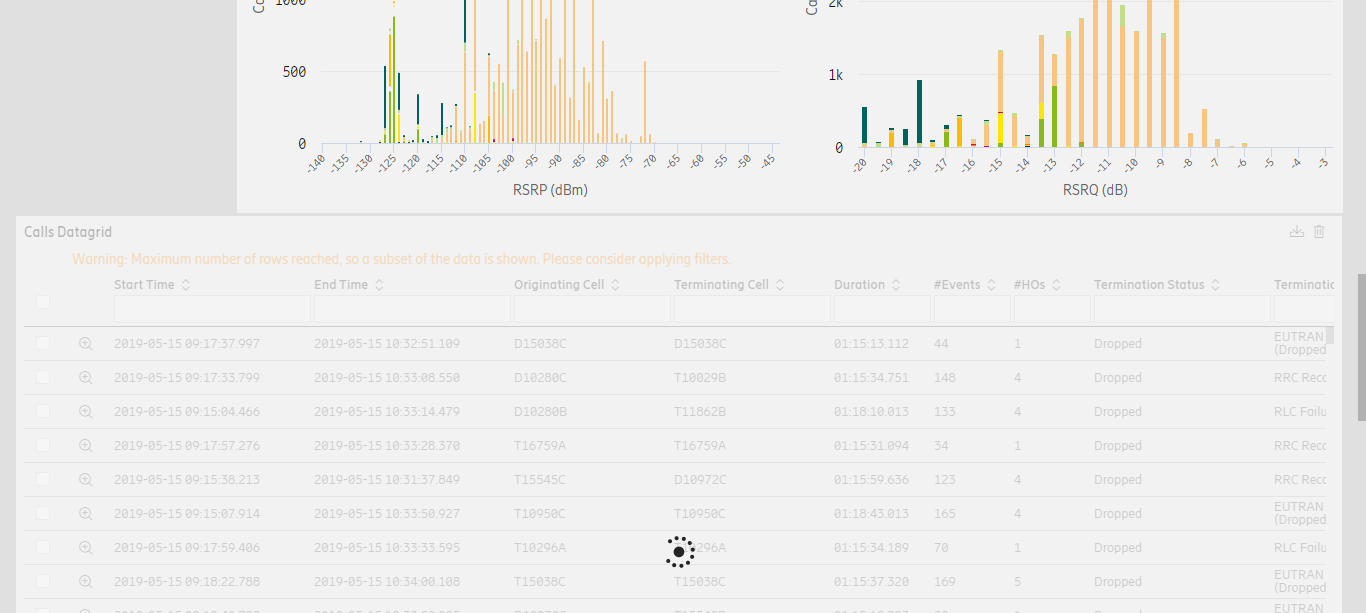 1000
500
0
-140 -135 -130 -125 -120 -115 -110 -105 -100 -95 -90 -85 -80 -75 -70 -65 -60 -55 -50 -45
RSRP (dBm)
2k
1k
0
-20 -19 -18 -17 -16 -15 -14 -13 -12 -11 -10 -9 -8 -7 -6 -5 -4 -3
RSRQ (dB)
Calls Datagrid
Warning: Maximum number of rows reached, so a subset of the data is shown. Please consider applying filters.
Start Time End Time Originating Cell Terminating Cell Duration #Events #HOs Termination Status Terminatio
2019-05-15 09:17:37.997 2019-05-15 10:32:51.109 D15038C D15038C 01:15:13.112 44 1 Dropped EUTRAN
(Dropped
2019-05-15 09:17:33.799 2019-05-15 10:33:08.550 D10280C T10029B 01:15:34.751 148 4 Dropped RRC Reco
2019-05-15 09:15:04.466 2019-05-15 10:33:14.479 D10280B T11862B 01:18:10.013 133 4 Dropped RLC Failu
2019-05-15 09:17:57.276 2019-05-15 10:33:28.370 T16759A T16759A 01:15:31.094 34 1 Dropped RRC Reco
2019-05-15 09:15:38.213 2019-05-15 10:31:37.849 T15545C D10972C 01:15:59.636 123 4 Dropped RRC Reco
2019-05-15 09:15:07.914 2019-05-15 10:33:50.927 T10950C T10950C 01:18:43.013 165 4 Dropped EUTRAN
(Dropped
2019-05-15 09:17:59.406 2019-05-15 10:33:33.595 T10296A 296A 01:15:34.189 70 1 Dropped RLC Failu
2019-05-15 09:18:22.788 2019-05-15 10:34:00.108 T15038C T15038C 01:15:37.320 169 5 Dropped EUTRAN
(Dropped
EUTRAN